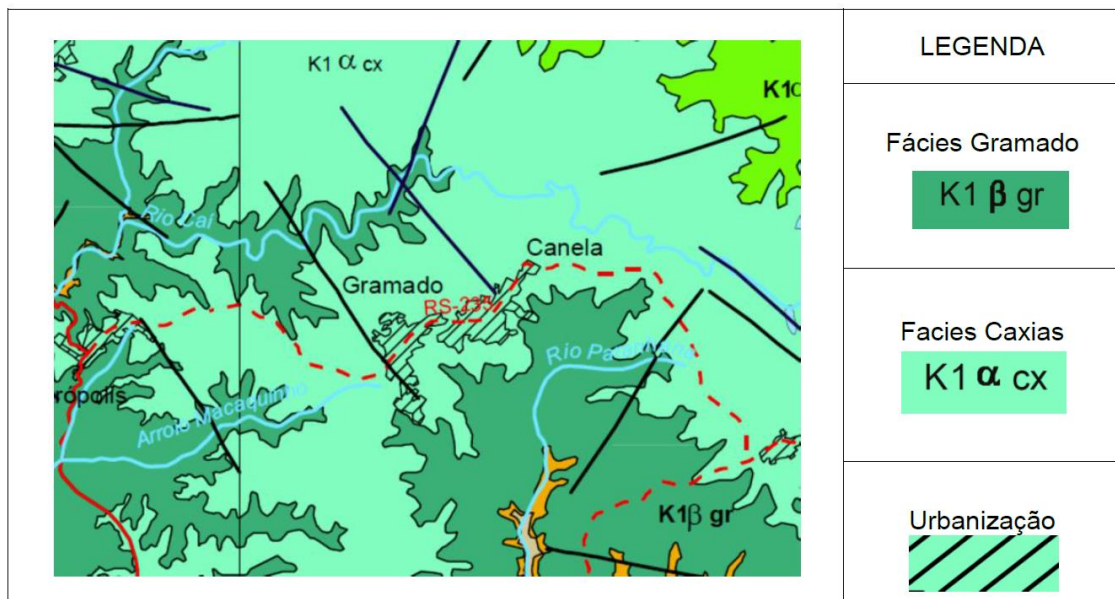 K1 α cx
K1
Rio Caí
Canela
Gramado
RS-235
Rio Paranhana
rópolis
Arroio Macaquinho
K1β gr
LEGENDA
Fácies Gramado
K1 β gr
Facies Caxias
K1 α cx
Urbanização